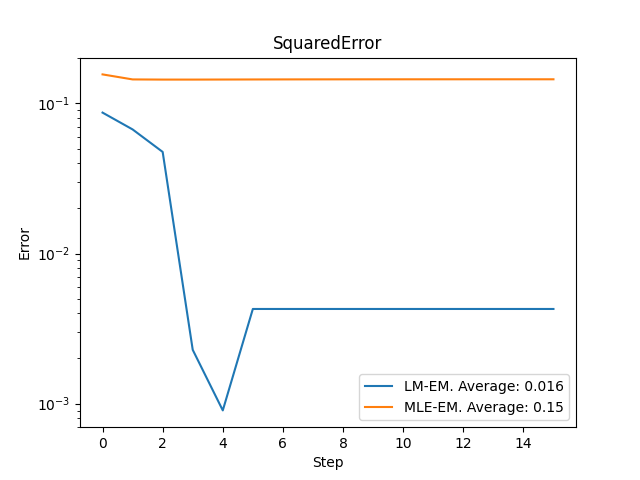 SquaredError
Error
10⁻¹
10⁻²
10⁻³
LM-EM. Average: 0.016
MLE-EM. Average: 0.15
0 2 4 6 8 10 12 14
Step